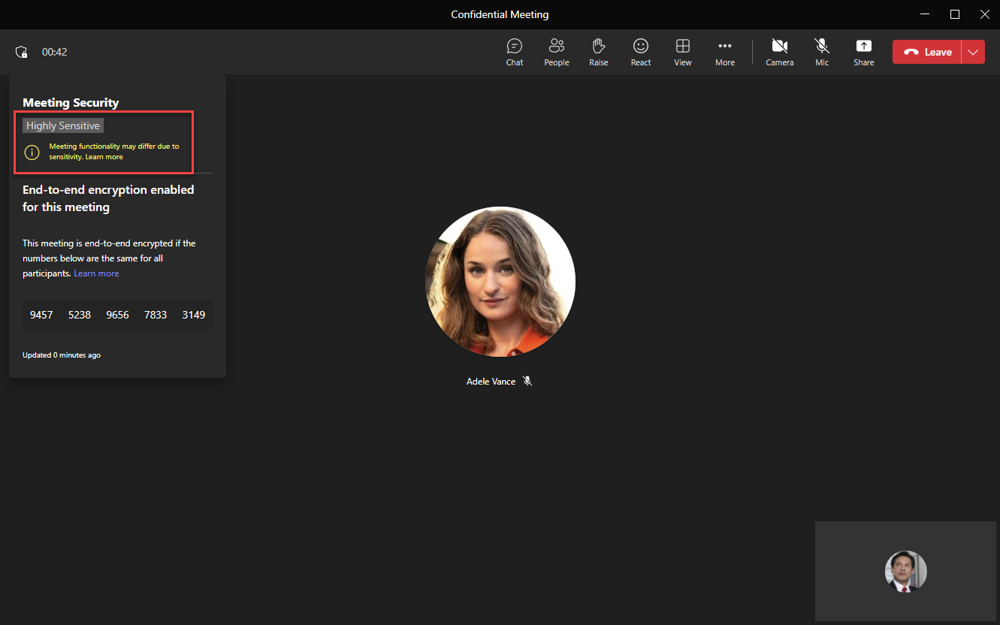 Confidential Meeting
00:42
Chat
People
Raise
React
View
More
Camera
Mic
Share
Leave
Meeting Security
Highly Sensitive
Meeting functionality may differ due to
sensitivity. Learn more
End-to-end encryption enabled
for this meeting
This meeting is end-to-end encrypted if the
numbers below are the same for all
participants. Learn more
9457 5238 9656 7833 3149
Updated 0 minutes ago
Adele Vance